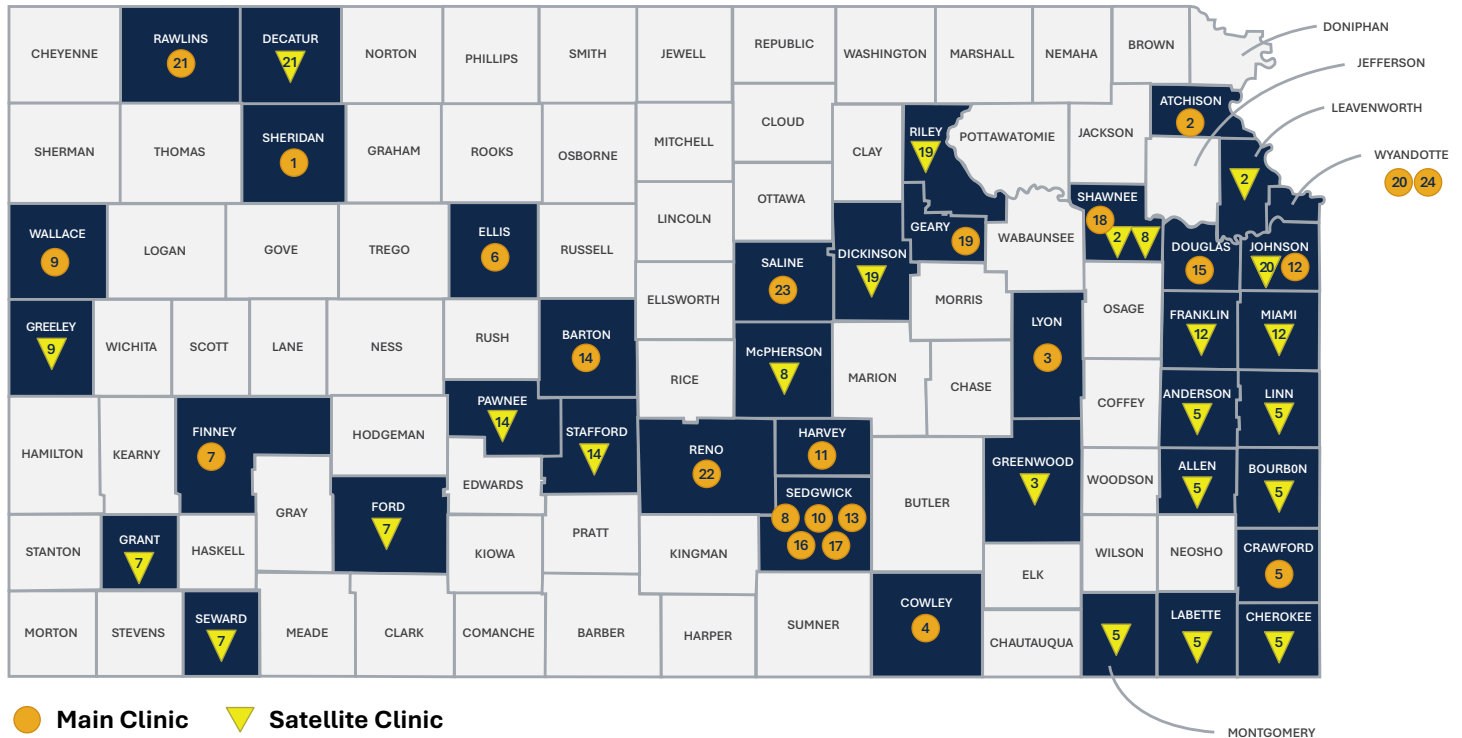 DONIPHAN
JEFFERSON
LEAVENWORTH
WYANDOTTE
20 24
CHEYENNE
RAWLINS
21
DECATUR
21
NORTON
PHILLIPS
SMITH
JEWELL
REPUBLIC
WASHINGTON
MARSHALL
NEMAHA
BROWN
ATCHISON
2
SHERMAN
THOMAS
SHERIDAN
1
GRAHAM
ROOKS
OSBORNE
MITCHELL
CLOUD
CLAY
RILEY
19
POTTAWATOMIE
JACKSON
2
WALLACE
9
LOGAN
GOVE
TREGO
ELLIS
6
RUSSELL
LINCOLN
OTTAWA
SALINE
23
DICKINSON
19
GEARY
19
WABAUNSEE
SHAWNEE
18
2 8
DOUGLAS
15
JOHNSON
20 12
GREELEY
9
WICHITA
SCOTT
LANE
NESS
RUSH
BARTON
14
ELLSWORTH
RICE
McPHERSON
8
MARION
MORRIS
CHASE
LYON
3
OSAGE
FRANKLIN
12
MIAMI
12
COFFEY
ANDERSON
5
LINN
5
HAMILTON
KEARNY
FINNEY
7
HODGEMAN
PAWNEE
14
STAFFORD
14
EDWARDS
RENO
22
HARVEY
11
SEDGWICK
8 10 13
16 17
BUTLER
GREENWOOD
3
WOODSON
ALLEN
5
BOURB0N
5
STANTON
GRANT
7
HASKELL
GRAY
FORD
7
KIOWA
PRATT
KINGMAN
ELK
WILSON
NEOSHO
CRAWFORD
5
MORTON
STEVENS
SEWARD
7
MEADE
CLARK
COMANCHE
BARBER
HARPER
SUMNER
COWLEY
4
CHAUTAUQUA
5
LABETTE
5
CHEROKEE
5
MONTGOMERY
Main Clinic
Satellite Clinic